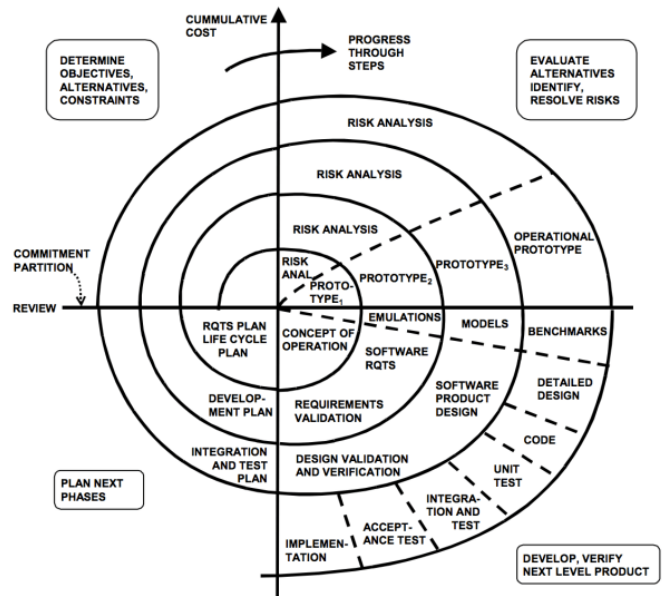 CUMMULATIVE
COST
PROGRESS
THROUGH
STEPS
DETERMINE
OBJECTIVES,
ALTERNATIVES,
CONSTRAINTS
EVALUATE
ALTERNATIVES
IDENTIFY,
RESOLVE RISKS
RISK ANALYSIS
RISK ANALYSIS
RISK ANALYSIS
RISK
ANAL.
PROTO-
TYPE1
PROTOTYPE2
PROTOTYPE3
OPERATIONAL
PROTOTYPE
COMMITMENT
PARTITION
REVIEW
EMULATIONS
MODELS
BENCHMARKS
RQTS PLAN
LIFE CYCLE
PLAN
CONCEPT OF
OPERATION
SOFTWARE
RQTS
SOFTWARE
PRODUCT
DESIGN
DETAILED
DESIGN
DEVELOP-
MENT PLAN
REQUIREMENTS
VALIDATION
CODE
INTEGRATION
AND TEST
PLAN
DESIGN VALIDATION
AND VERIFICATION
UNIT
TEST
PLAN NEXT
PHASES
INTEGRA-
TION AND
TEST
ACCEPT-
ANCE TEST
IMPLEMEN-
TATION
DEVELOP, VERIFY
NEXT LEVEL PRODUCT